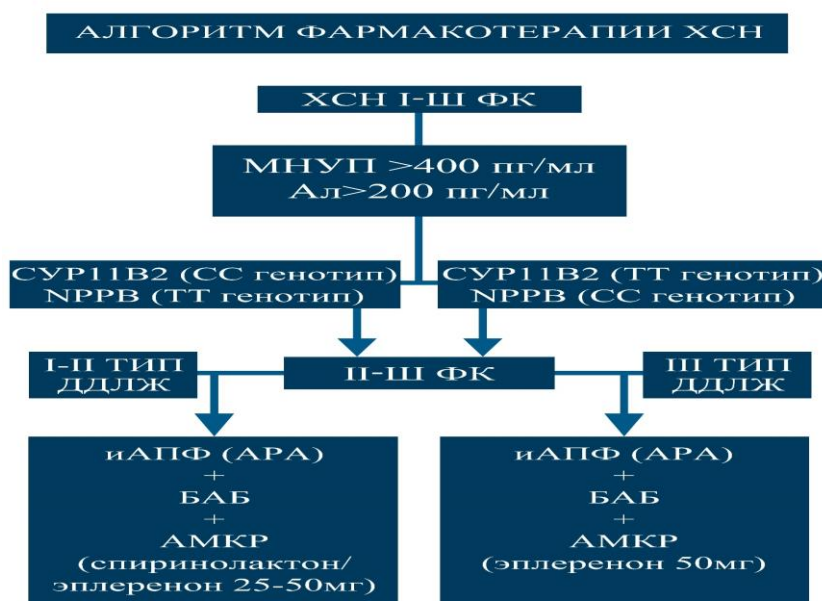 АЛГОРИТМ ФАРМАКОТЕРАПИИ ХСН
ХСН I-Ш ФК
МНУП >400 пг/мл
Ал>200 пг/мл
СУР11В2 (СС генотип)
NPPB (ТТ генотип)
СУР11В2 (ТТ генотип)
NPPB (СС генотип)
I-II ТИП
ДДЛЖ
II-Ш ФК
III ТИП
ДДЛЖ
иАПФ (АРА)
+
БАБ
+
АМКР
(спиринолактон/
эплеренон 25-50мг)
иАПФ (АРА)
+
БАБ
+
АМКР
(эплеренон 50мг)